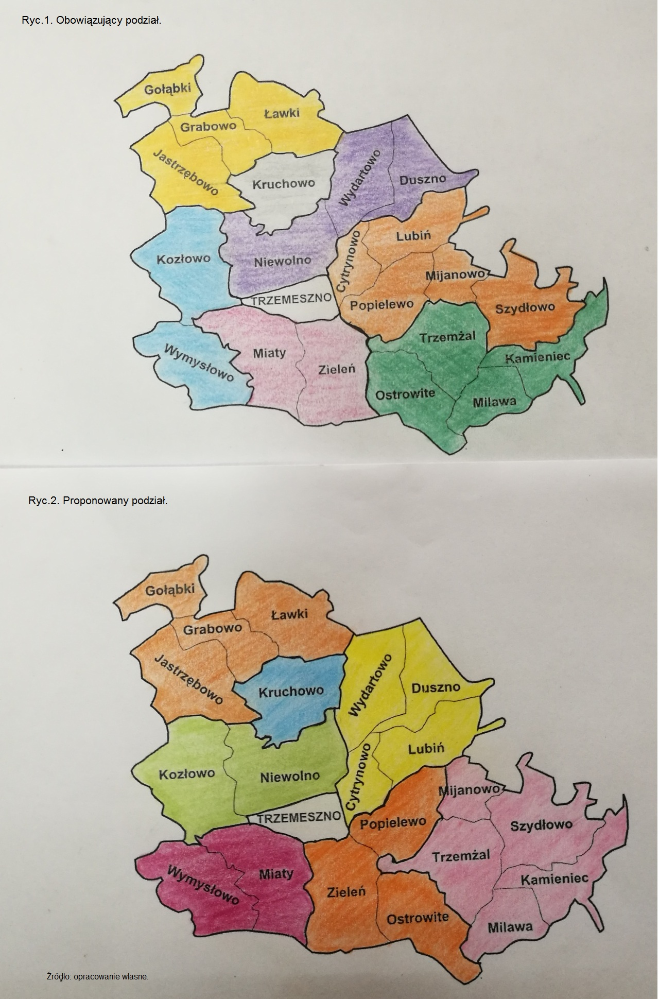 Ryc.1. Obowiązujący podział.
Gołąbki
Ławki
Grabowo
Jastrzębowo
Kruchowo
Wydartowo
Duszno
Lubiń
Kozłowo
Niewolno
Cytrynowo
Mijanowo
TRZEMESZNO
Popielewo
Szydłowo
Trzemżal
Wymysłowo
Miaty
Zieleń
Kamieniec
Ostrowite
Milawa
Ryc.2. Proponowany podział.
Gołąbki
Ławki
Grabowo
Jastrzębowo
Kruchowo
Wydartowo
Duszno
Lubiń
Kozłowo
Niewolno
Cytrynowo
Mijanowo
TRZEMESZNO
Popielewo
Szydłowo
Trzemżal
Wymysłowo
Miaty
Zieleń
Kamieniec
Ostrowite
Milawa
Źródło: opracowanie własne.